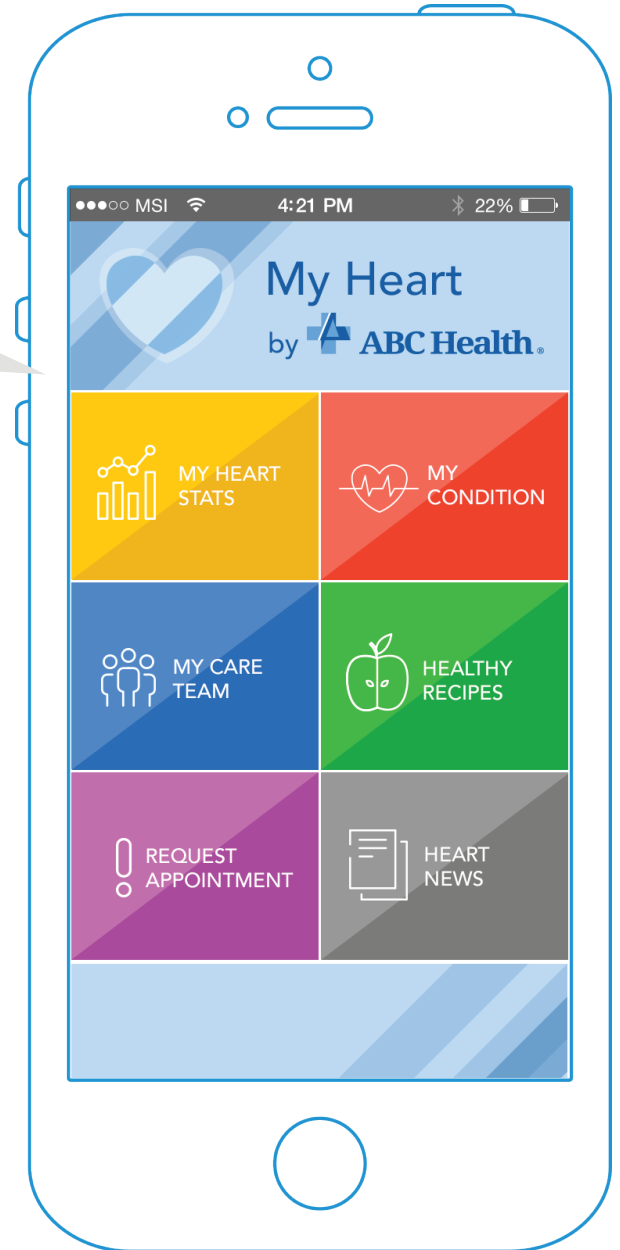 MSI 4:21 PM 22%
My Heart
by ABC Health®
MY HEART
STATS
MY
CONDITION
MY CARE
TEAM
HEALTHY
RECIPES
REQUEST
APPOINTMENT
HEART
NEWS